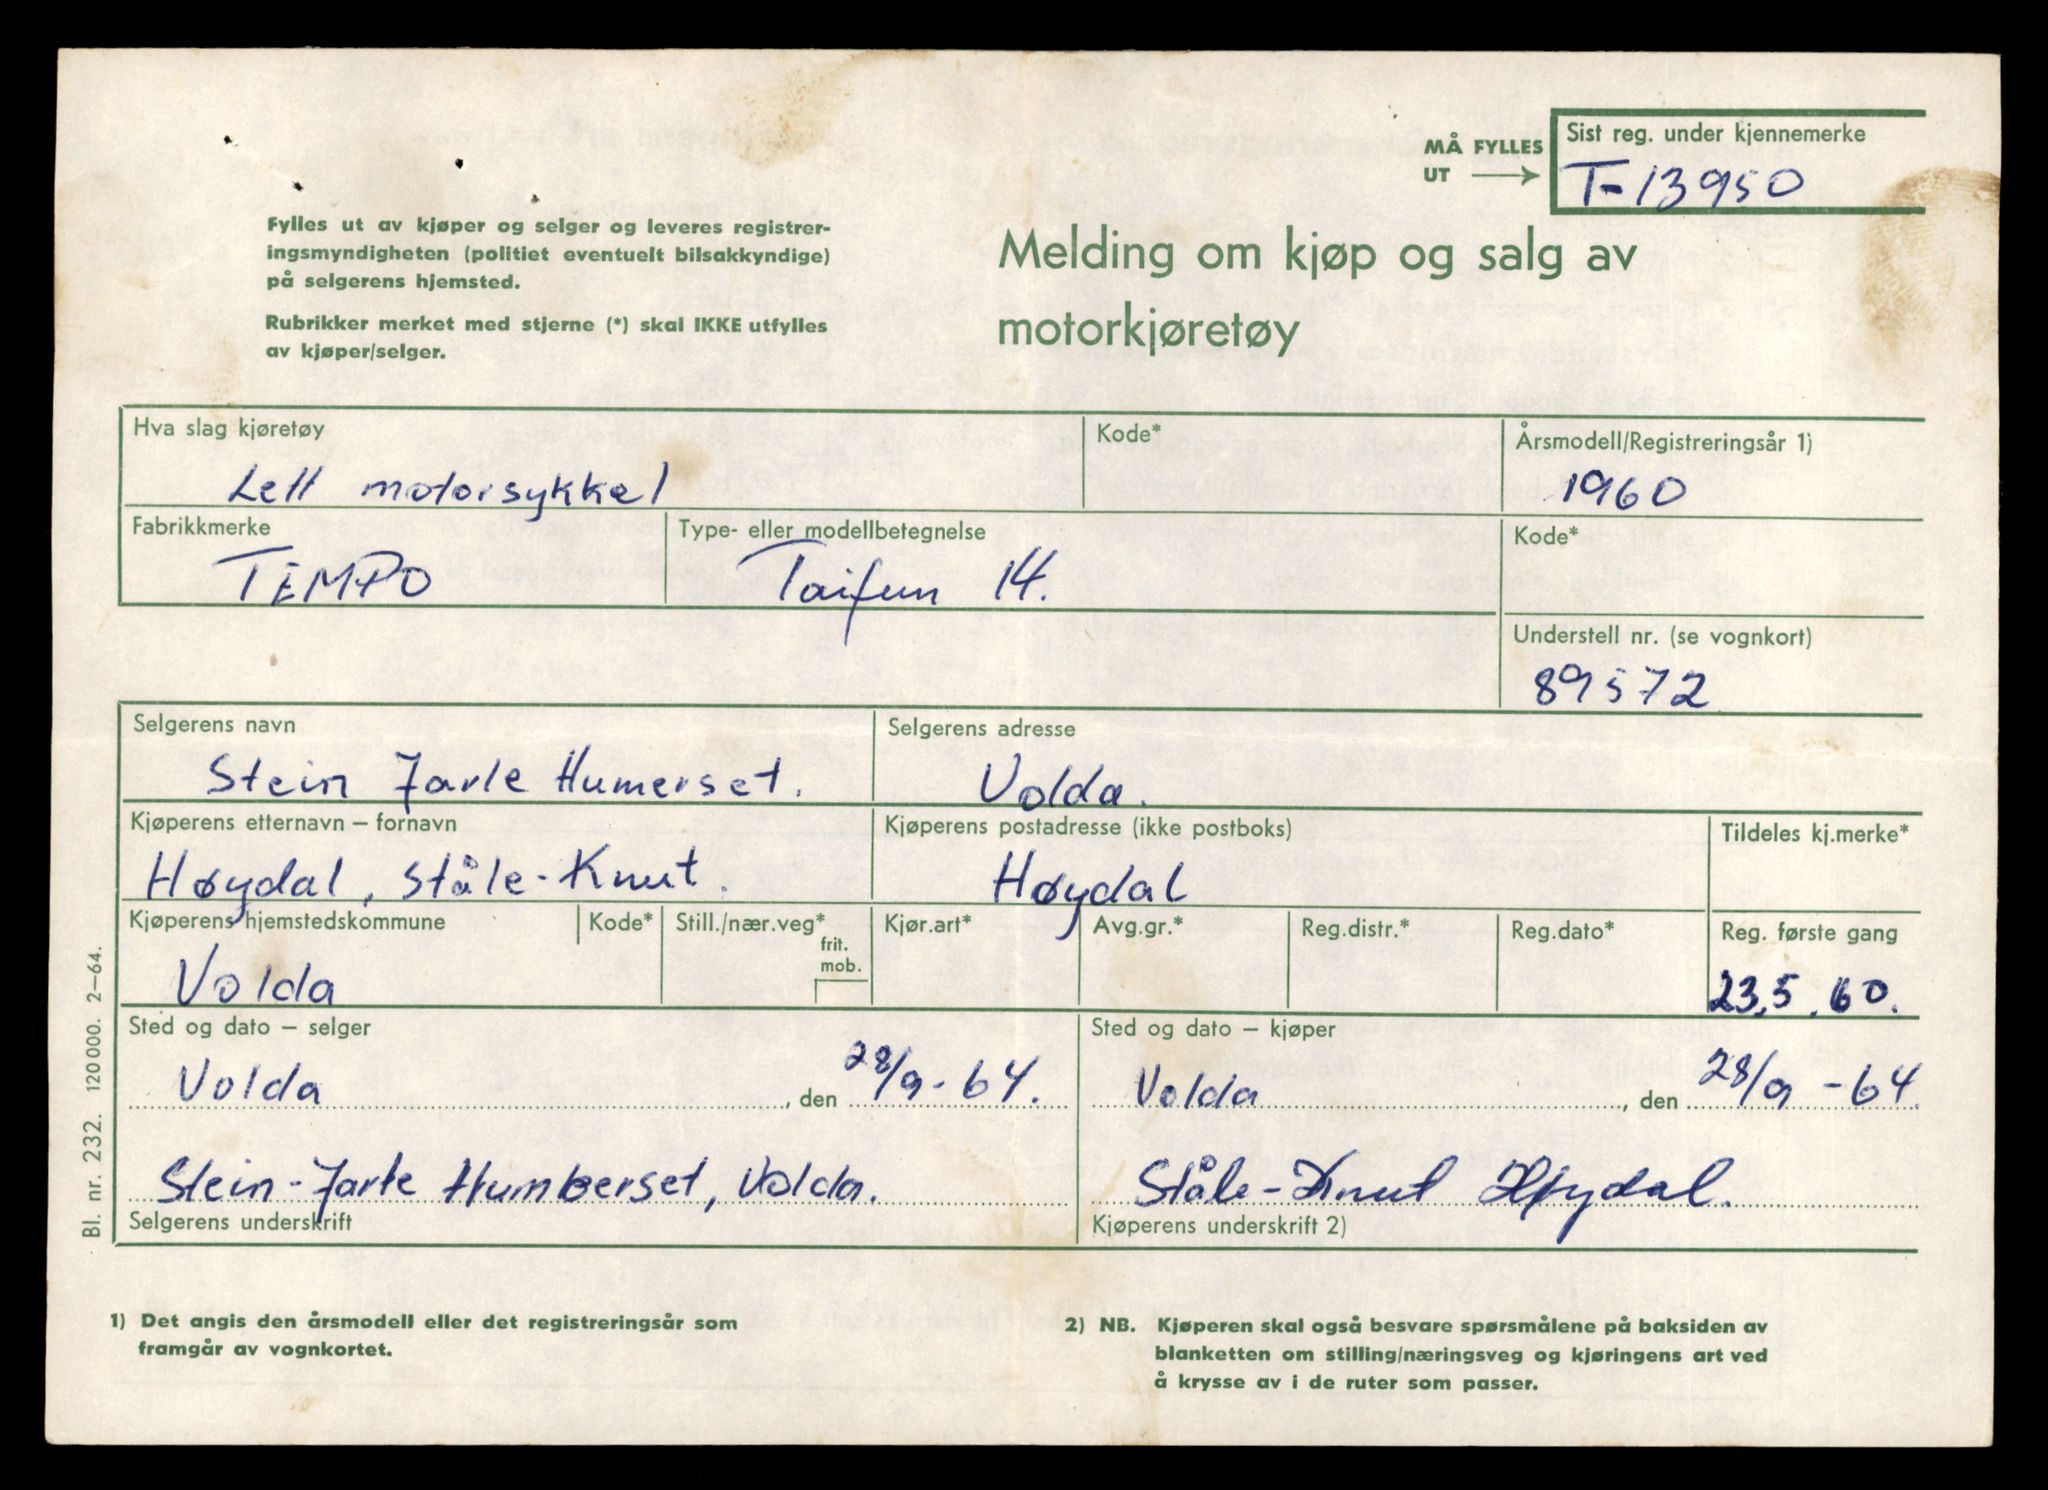 MÅ FYLLES
UT
Sist reg. under kjennemerke
T-13950
Fylles ut av kjøper og selger og leveres registrer-
ingsmyndigheten (politiet eventuelt bilsakkyndige)
på selgerens hjemsted.
Rubrikker merket med stjerne (*) skal IKKE utfylles
av kjøper/selger.
Melding om kjøp og salg av
motorkjøretøy
Hva slag kjøretøy
Lett motorsykkel
Kode*
Årsmodell/Registreringsår 1)
1960
Fabrikkmerke
TEMPO
Type- eller modellbetegnelse
Taifun 14.
Kode*
Understell nr. (se vognkort)
89572
Selgerens navn
Stein Jarle Humerset.
Selgerens adresse
Volda.
Kjøperens etternavn – fornavn
Høydal, Ståle-Knut.
Kjøperens postadresse (ikke postboks)
Høydal
Tildeles kj.merke*
Kjøperens hjemstedskommune
Volda
Kode*
Still./nær.veg*
frit.
mob.
Kjør.art*
Avg.gr.*
Reg.distr.*
Reg.dato*
Reg. første gang
23.5.60.
Sted og dato – selger
Volda, den 28/9-64.
Sted og dato – kjøper
Volda, den 28/9-64.
Stein-Jarle Humberset, Volda.
Selgerens underskrift
Ståle-Knut Høydal.
Kjøperens underskrift 2)
Bl. nr. 232. 120 000. 2–64.
1) Det angis den årsmodell eller det registreringsår som
framgår av vognkortet.
2) NB. Kjøperen skal også besvare spørsmålene på baksiden av
blanketten om stilling/næringsveg og kjøringens art ved
å krysse av i de ruter som passer.